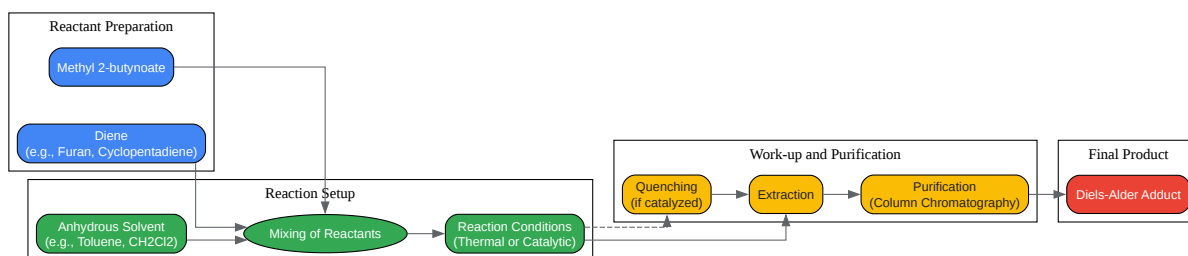 Reactant Preparation
Methyl 2-butynoate
Diene
(e.g., Furan, Cyclopentadiene)
Reaction Setup
Anhydrous Solvent
(e.g., Toluene, CH2Cl2)
Mixing of Reactants
Reaction Conditions
(Thermal or Catalytic)
Work-up and Purification
Quenching
(if catalyzed)
Extraction
Purification
(Column Chromatography)
Final Product
Diels-Alder Adduct